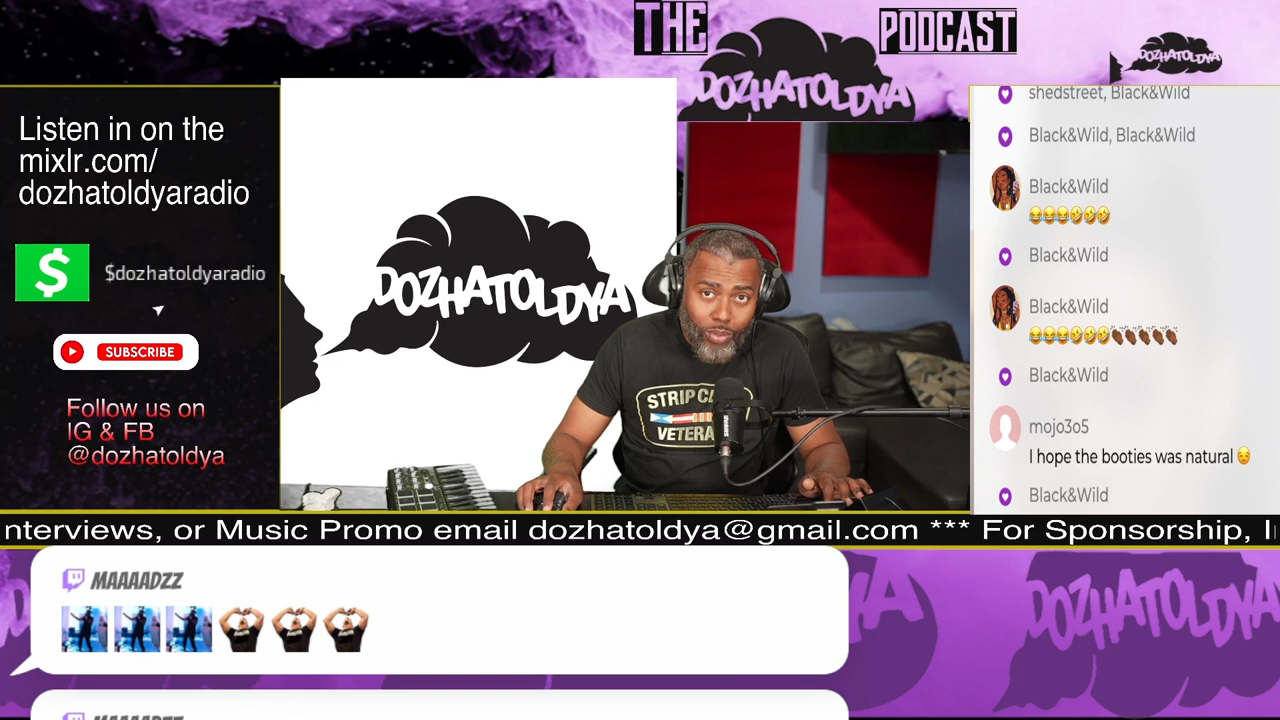 THE
PODCAST
DOZHATOLDYA
DOZHATOLDYA
Listen in on the
mixlr.com/
dozhatoldyaradio
$dozhatoldyaradio
SUBSCRIBE
Follow us on
IG & FB
@dozhatoldya
DOZHATOLDYA
STRIP CL
VETERA
shedstreet, Black&Wild
Black&Wild, Black&Wild
Black&Wild
😂😂😂🤣🤣🤣
Black&Wild
Black&Wild
😂😂😂🤣🤣🤣👏🏾👏🏾👏🏾👏🏾👏🏾
Black&Wild
mojo3o5
I hope the booties was natural😌
Black&Wild
nterviews, or Music Promo email dozhatoldya@gmail.com *** For Sponsorship, I
MAAAADZZ
DOZHATOLDYA
MAAAADZZ